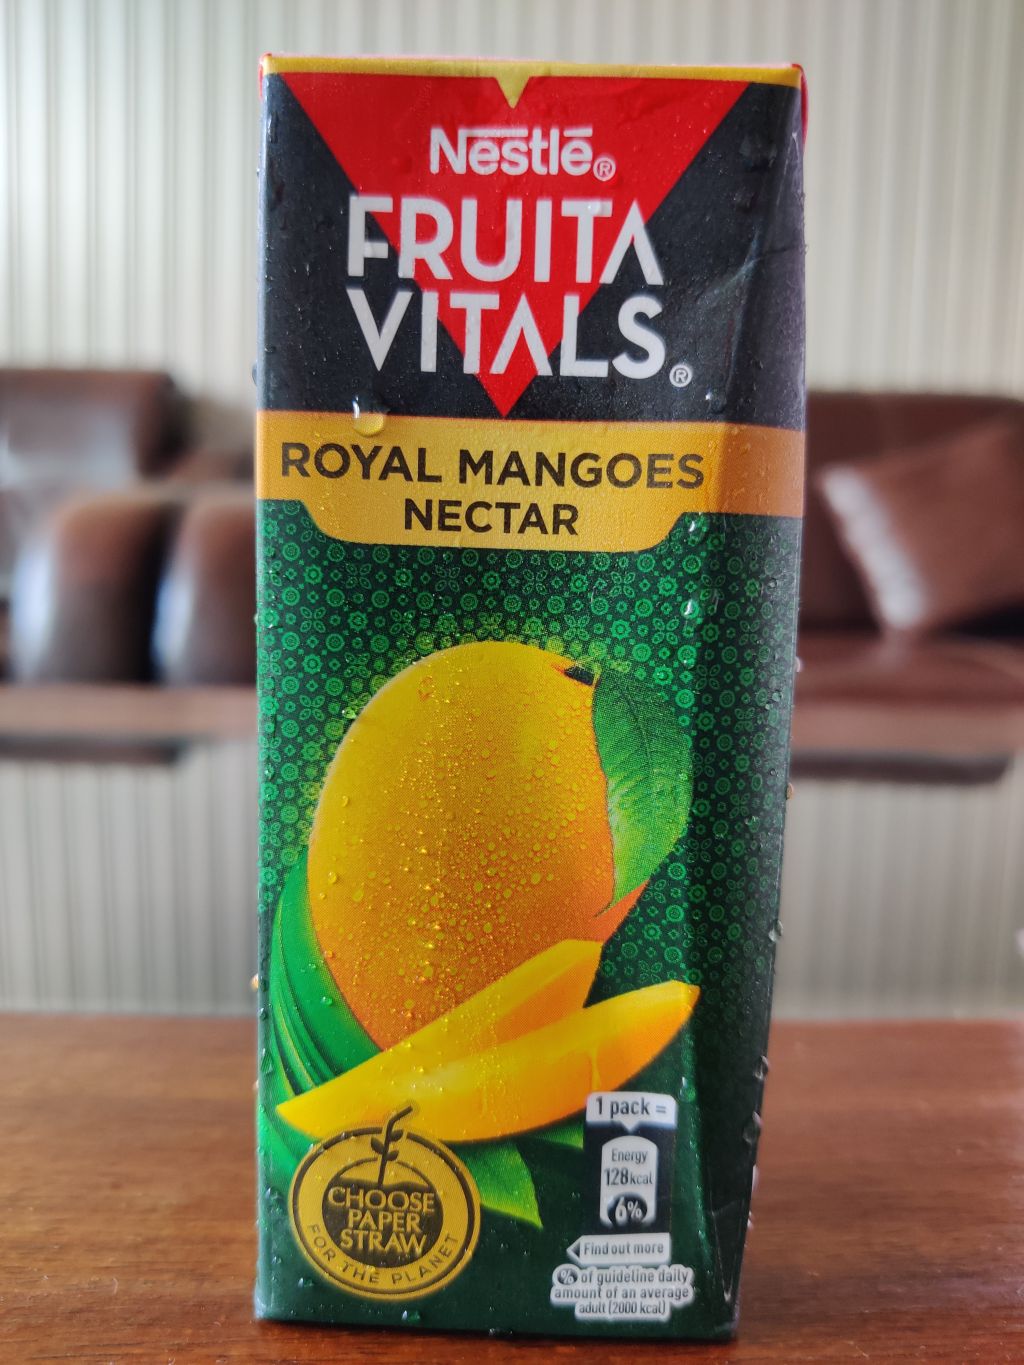 Nestlē®
FRUITA
VITALS®
ROYAL MANGOES
NECTAR
CHOOSE
PAPER
STRAW
FOR THE PLANET
1 pack =
Energy
128kcal
6%
Find out more
% of guideline daily
amount of an average
adult (2000 kcal)